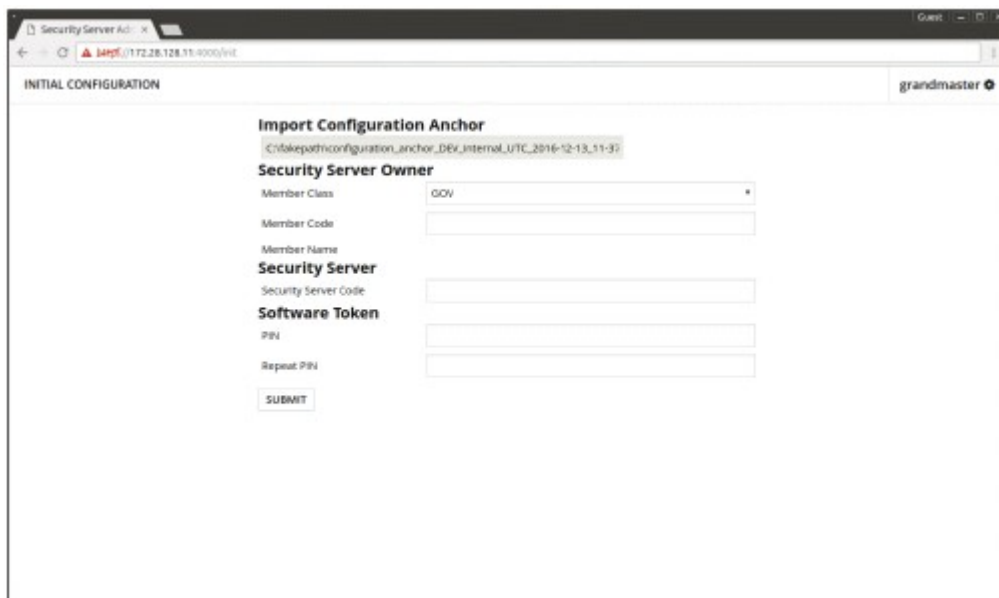 Guest
Security Server Ad
https://172.28.128.11:4000/init
INITIAL CONFIGURATION
grandmaster
Import Configuration Anchor
C:\fakepath\configuration_anchor_DEV_internal_UTC_2016-12-13_11-37
Security Server Owner
Member Class
GOV
Member Code
Member Name
Security Server
Security Server Code
Software Token
PIN
Repeat PIN
SUBMIT